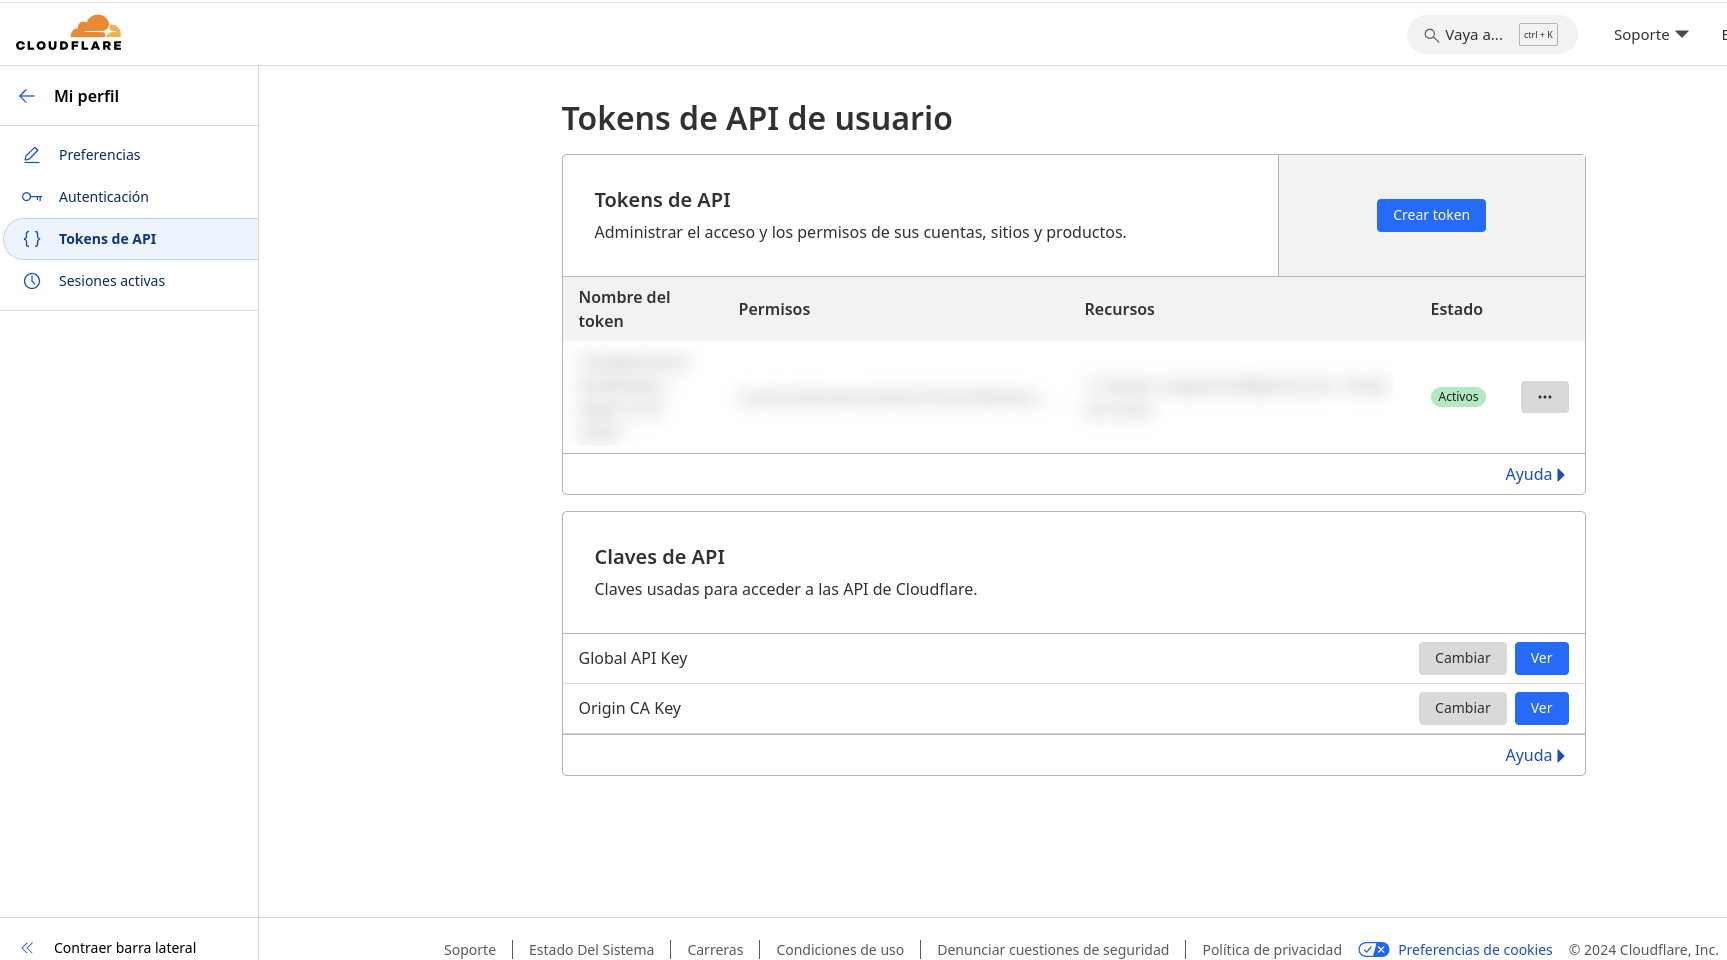 CLOUDFLARE
Vaya a... ctrl + K
Soporte
Mi perfil
Preferencias
Autenticación
{ } Tokens de API
Sesiones activas
Tokens de API de usuario
Tokens de API
Administrar el acceso y los permisos de sus cuentas, sitios y productos.
Crear token
Nombre del
token
Permisos
Recursos
Estado
Activos
...
Ayuda
Claves de API
Claves usadas para acceder a las API de Cloudflare.
Global API Key
Cambiar
Ver
Origin CA Key
Cambiar
Ver
Ayuda
Contraer barra lateral
Soporte
Estado Del Sistema
Carreras
Condiciones de uso
Denunciar cuestiones de seguridad
Política de privacidad
Preferencias de cookies
© 2024 Cloudflare, Inc.